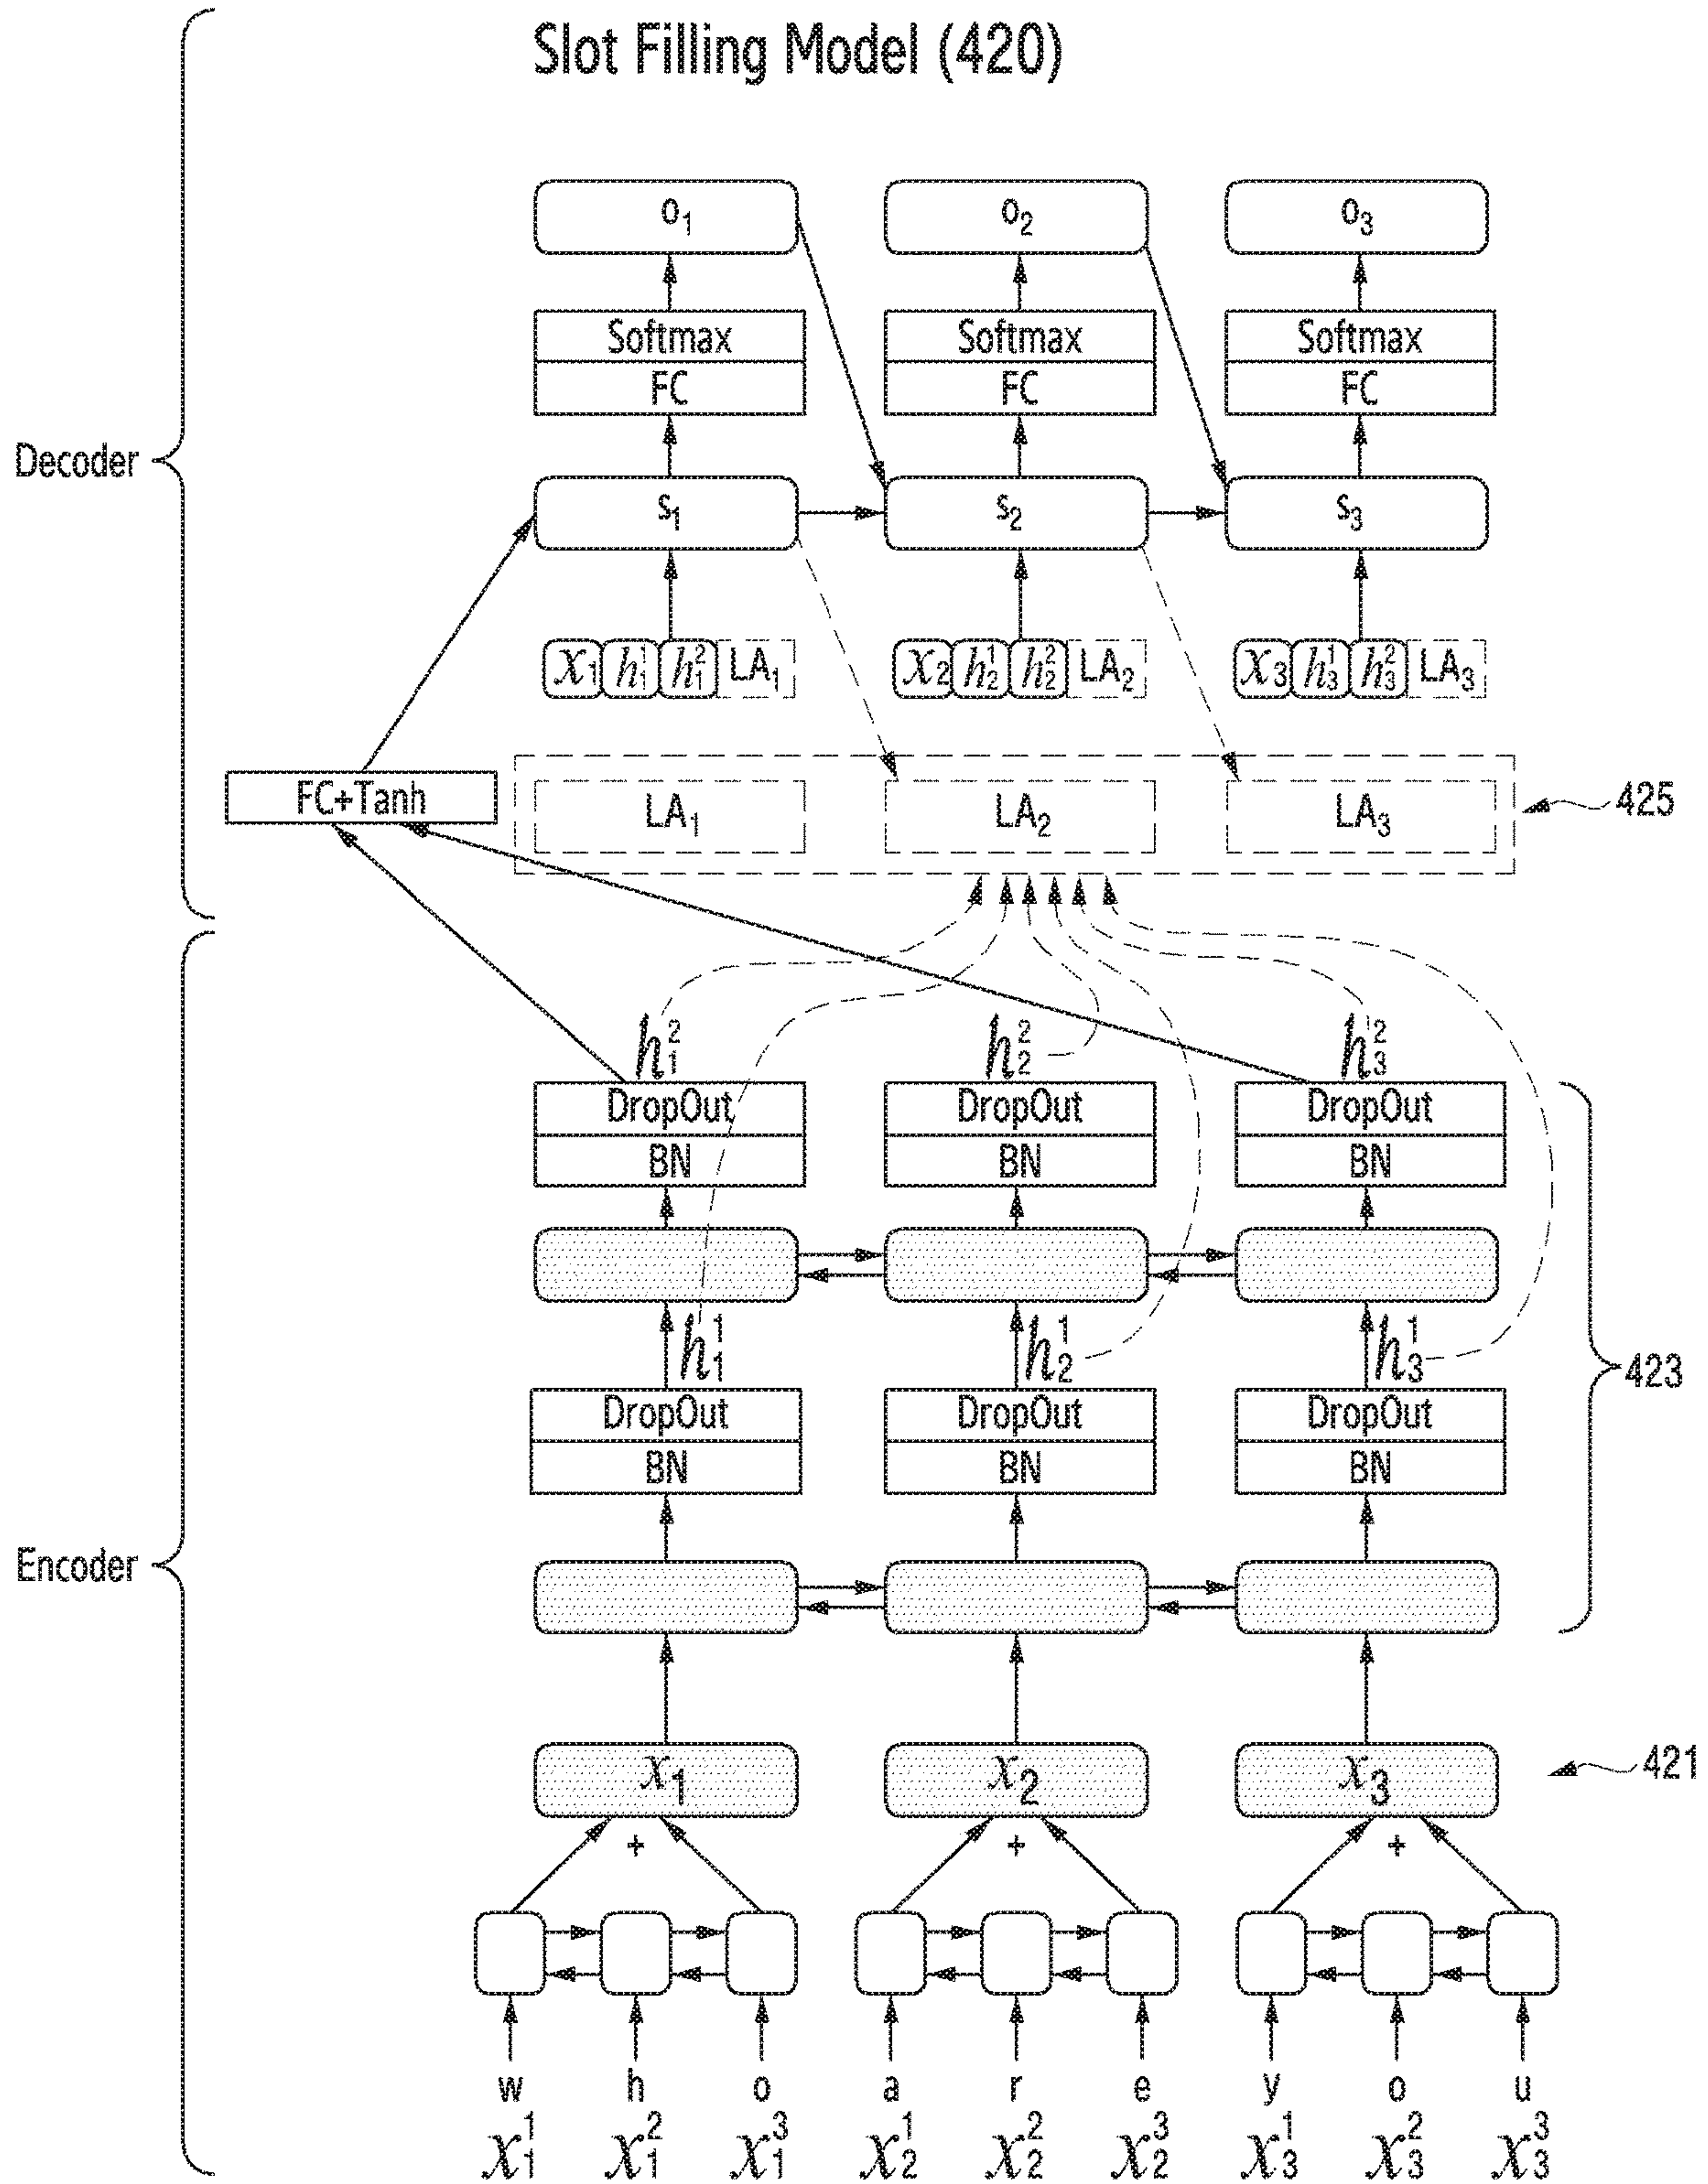 Slot Filling Model (420)
o₁ o₂ o₃
Softmax Softmax Softmax
FC FC FC
Decoder
s₁ s₂ s₃
x₁ h₁¹ h₁² LA₁ x₂ h₂¹ h₂² LA₂ x₃ h₃¹ h₃² LA₃
FC+Tanh LA₁ LA₂ LA₃ 425
h₁² h₂² h₃²
DropOut DropOut DropOut
BN BN BN
h₁¹ h₂¹ h₃¹
423
DropOut DropOut DropOut
BN BN BN
Encoder
x₁ x₂ x₃ 421
+ + +
w h o a r e y o u
x₁¹ x₁² x₁³ x₂¹ x₂² x₂³ x₃¹ x₃² x₃³